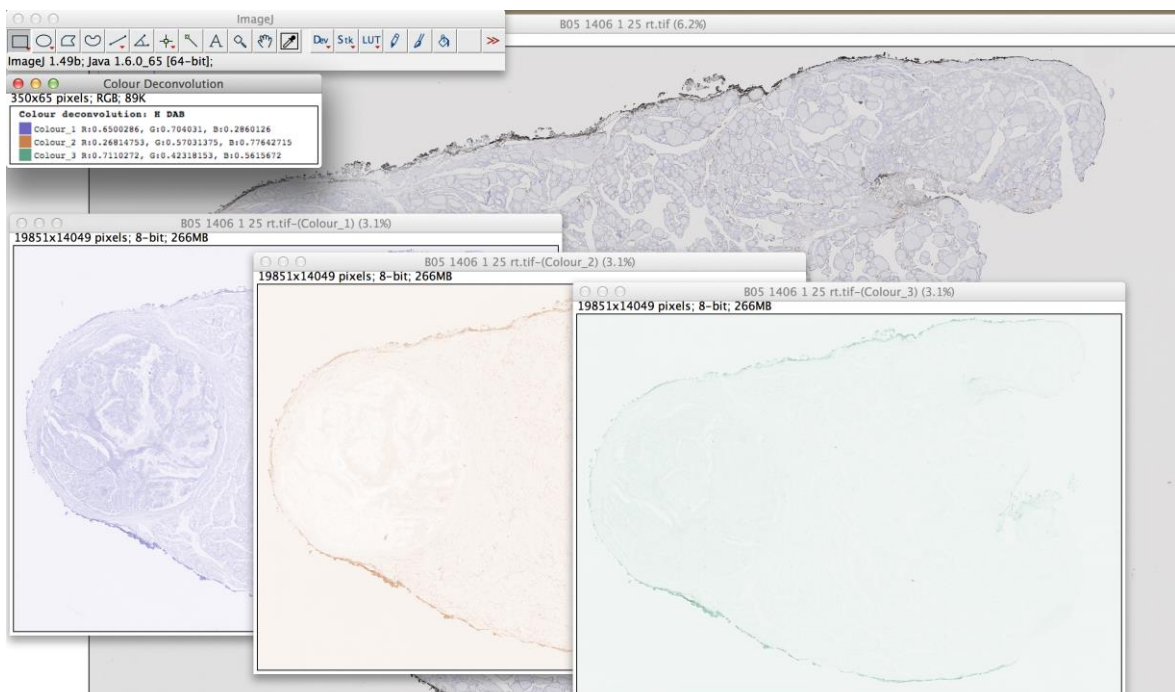 ImageJ
A
Dev Stk LUT
>>
ImageJ 1.49b; Java 1.6.0_65 [64-bit];
B05 1406 1 25 rt.tif (6.2%)
Colour Deconvolution
350x65 pixels; RGB; 89K
Colour deconvolution: H DAB
Colour_1 R:0.6500286, G:0.704031, B:0.2860126
Colour_2 R:0.26814753, G:0.57031375, B:0.77642715
Colour_3 R:0.7110272, G:0.42318153, B:0.5615672
B05 1406 1 25 rt.tif-(Colour_1) (3.1%)
19851x14049 pixels; 8-bit; 266MB
B05 1406 1 25 rt.tif-(Colour_2) (3.1%)
19851x14049 pixels; 8-bit; 266MB
B05 1406 1 25 rt.tif-(Colour_3) (3.1%)
19851x14049 pixels; 8-bit; 266MB